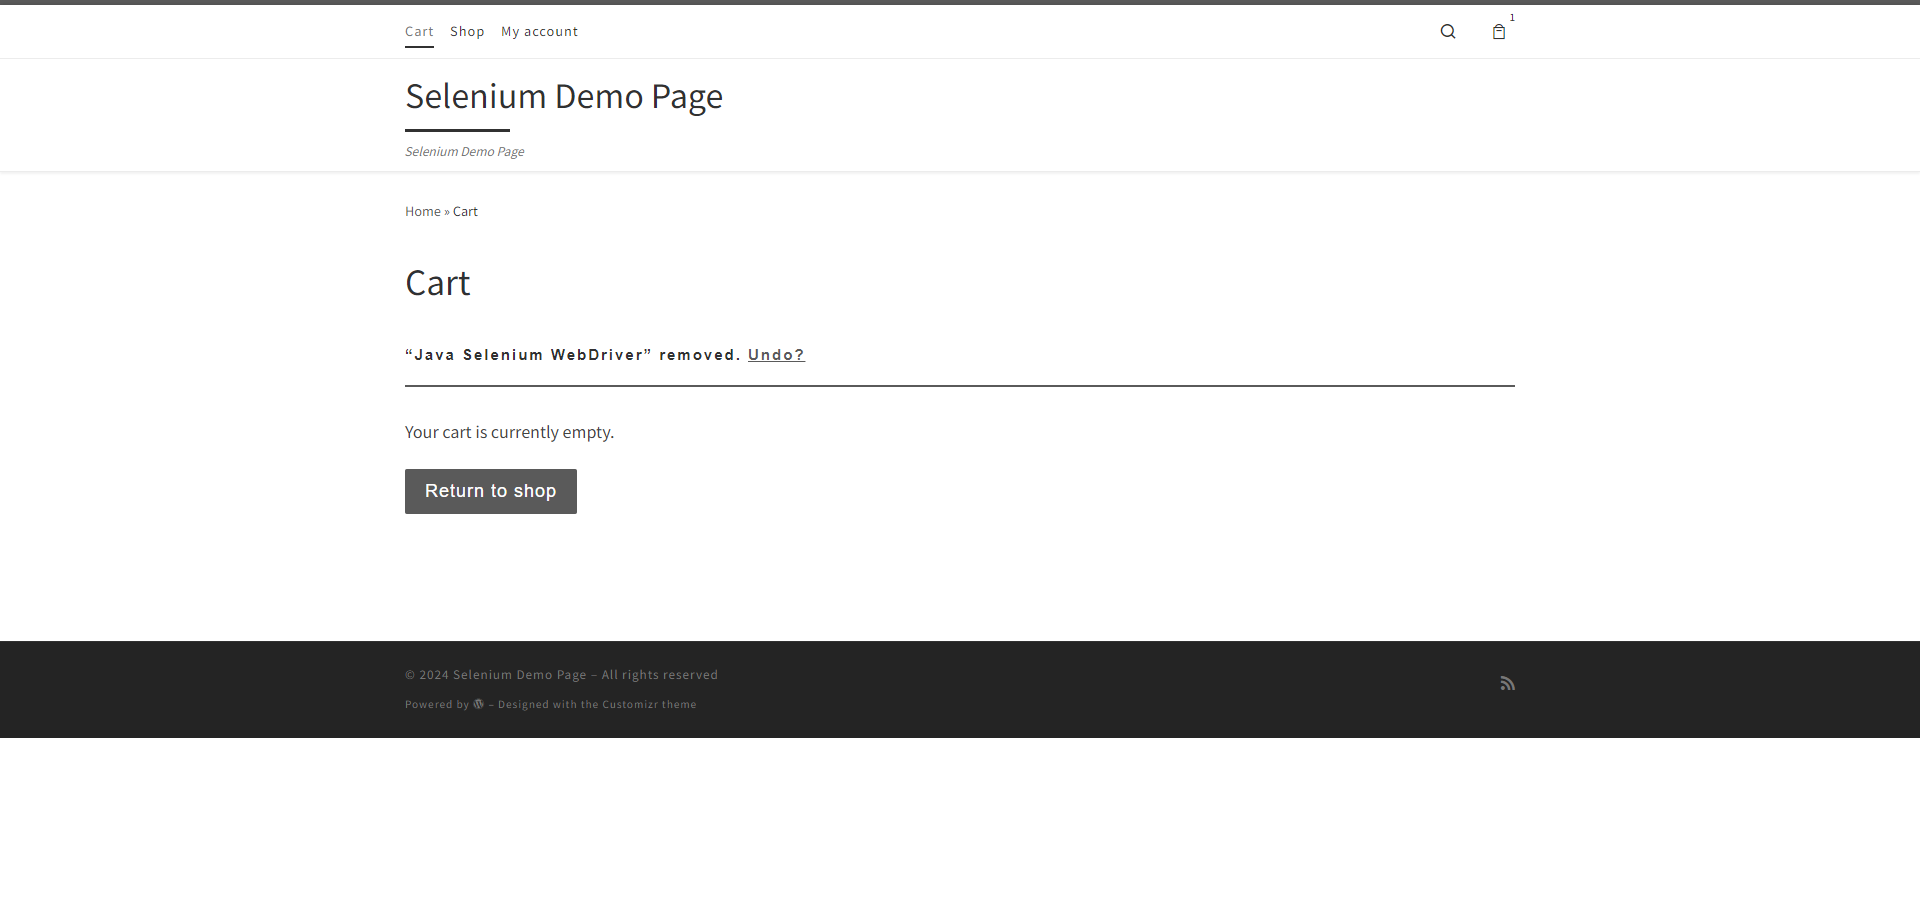 Cart Shop My account
1
Selenium Demo Page
Selenium Demo Page
Home » Cart
Cart
“Java Selenium WebDriver” removed. Undo?
Your cart is currently empty.
Return to shop
© 2024 Selenium Demo Page – All rights reserved
Powered by – Designed with the Customizr theme